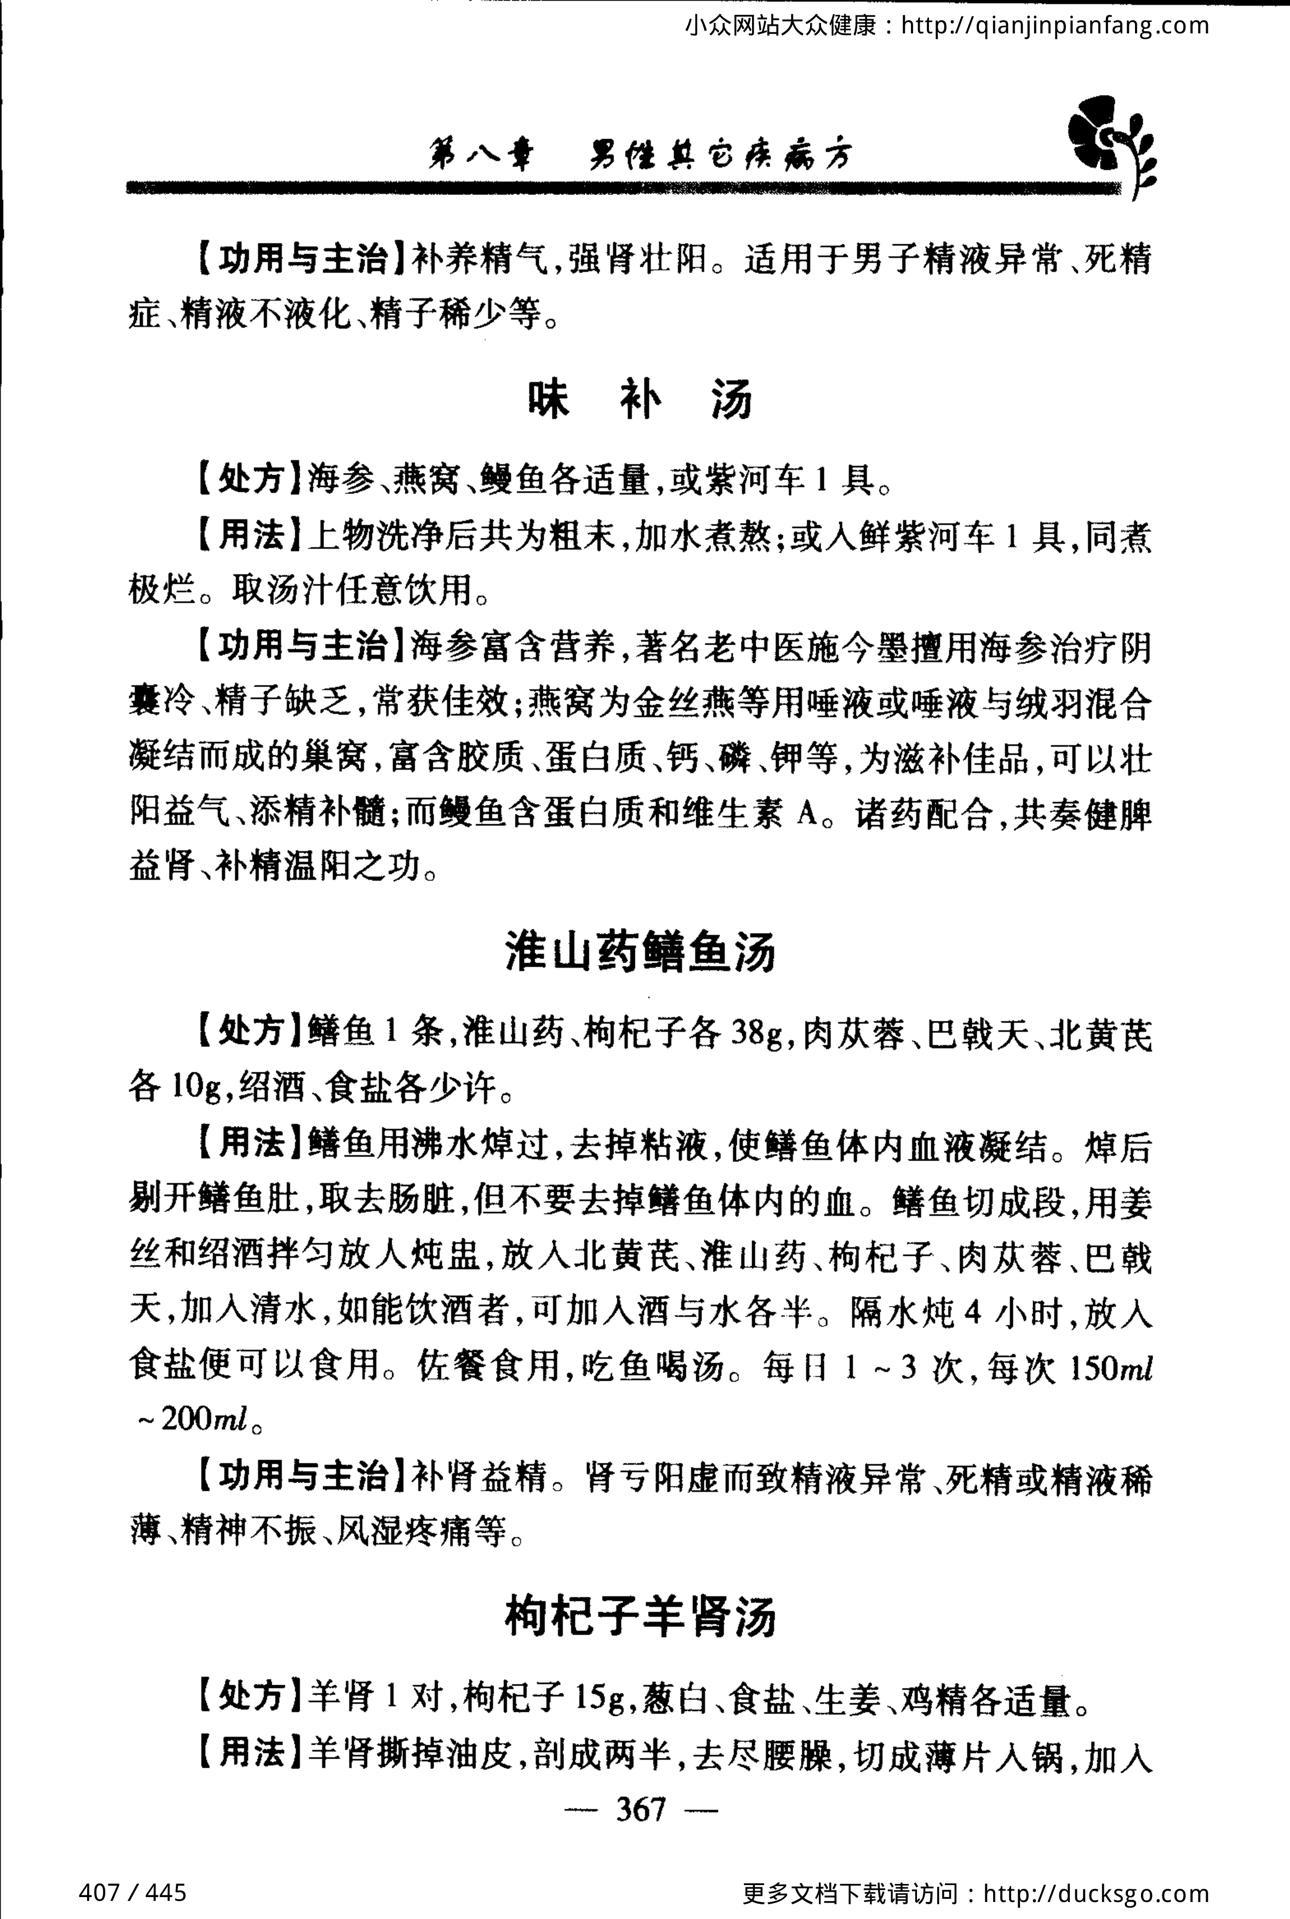 小众网站大众健康：http://qianjinpianfang.com
第八章 男性其它疾病方
【功用与主治】补养精气,强肾壮阳。适用于男子精液异常、死精
症、精液不液化、精子稀少等。
味 补 汤
【处方】海参、燕窝、鳗鱼各适量,或紫河车 1 具。
【用法】上物洗净后共为粗末,加水煮熬;或入鲜紫河车 1 具,同煮
极烂。取汤汁任意饮用。
【功用与主治】海参富含营养,著名老中医施今墨擅用海参治疗阴
囊冷、精子缺乏,常获佳效;燕窝为金丝燕等用唾液或唾液与绒羽混合
凝结而成的巢窝,富含胶质、蛋白质、钙、磷、钾等,为滋补佳品,可以壮
阳益气、添精补髓;而鳗鱼含蛋白质和维生素 A。诸药配合,共奏健脾
益肾、补精温阳之功。
淮山药鳝鱼汤
【处方】鳝鱼 1 条,淮山药、枸杞子各 38g,肉苁蓉、巴戟天、北黄芪
各 10g,绍酒、食盐各少许。
【用法】鳝鱼用沸水焯过,去掉粘液,使鳝鱼体内血液凝结。焯后
剔开鳝鱼肚,取去肠脏,但不要去掉鳝鱼体内的血。鳝鱼切成段,用姜
丝和绍酒拌匀放人炖盅,放入北黄芪、淮山药、枸杞子、肉苁蓉、巴戟
天,加入清水,如能饮酒者,可加入酒与水各半。隔水炖 4 小时,放入
食盐便可以食用。佐餐食用,吃鱼喝汤。每日 1 ~ 3 次,每次 150ml
~ 200ml。
【功用与主治】补肾益精。肾亏阳虚而致精液异常、死精或精液稀
薄、精神不振、风湿疼痛等。
枸杞子羊肾汤
【处方】羊肾 1 对,枸杞子 15g,葱白、食盐、生姜、鸡精各适量。
【用法】羊肾撕掉油皮,剖成两半,去尽腰臊,切成薄片入锅,加入
— 367 —
407 / 445
更多文档下载请访问：http://ducksgo.com